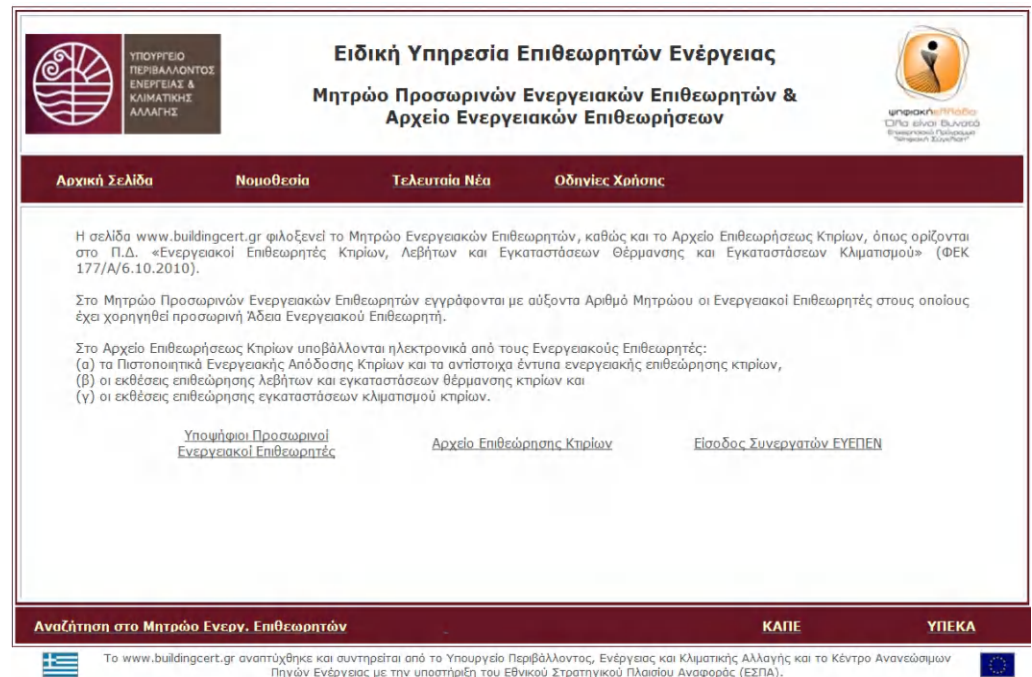 ΥΠΟΥΡΓΕΙΟ
ΠΕΡΙΒΑΛΛΟΝΤΟΣ
ΕΝΕΡΓΕΙΑΣ &
ΚΛΙΜΑΤΙΚΗΣ
ΑΛΛΑΓΗΣ
Ειδική Υπηρεσία Επιθεωρητών Ενέργειας
Μητρώο Προσωρινών Ενεργειακών Επιθεωρητών &
Αρχείο Ενεργειακών Επιθεωρήσεων
ψηφιακήελλάδα
Όλα είναι δυνατά
Επιχειρησιακό Πρόγραμμα
"Ψηφιακή Σύγκλιση"
Αρχική Σελίδα Νομοθεσία Τελευταία Νέα Οδηγίες Χρήσης
Η σελίδα www.buildingcert.gr φιλοξενεί το Μητρώο Ενεργειακών Επιθεωρητών, καθώς και το Αρχείο Επιθεωρήσεως Κτιρίων, όπως ορίζονται
στο Π.Δ. «Ενεργειακοί Επιθεωρητές Κτιρίων, Λεβήτων και Εγκαταστάσεων Θέρμανσης και Εγκαταστάσεων Κλιματισμού» (ΦΕΚ
177/Α/6.10.2010).
Στο Μητρώο Προσωρινών Ενεργειακών Επιθεωρητών εγγράφονται με αύξοντα Αριθμό Μητρώου οι Ενεργειακοί Επιθεωρητές στους οποίους
έχει χορηγηθεί προσωρινή Άδεια Ενεργειακού Επιθεωρητή.
Στο Αρχείο Επιθεωρήσεως Κτιρίων υποβάλλονται ηλεκτρονικά από τους Ενεργειακούς Επιθεωρητές:
(α) τα Πιστοποιητικά Ενεργειακής Απόδοσης Κτιρίων και τα αντίστοιχα έντυπα ενεργειακής επιθεώρησης κτιρίων,
(β) οι εκθέσεις επιθεώρησης λεβήτων και εγκαταστάσεων θέρμανσης κτιρίων και
(γ) οι εκθέσεις επιθεώρησης εγκαταστάσεων κλιματισμού κτιρίων.
Υποψήφιοι Προσωρινοί
Ενεργειακοί Επιθεωρητές
Αρχείο Επιθεώρησης Κτιρίων
Είσοδος Συνεργατών ΕΥΕΠΕΝ
Αναζήτηση στο Μητρώο Ενεργ. Επιθεωρητών ΚΑΠΕ ΥΠΕΚΑ
Το www.buildingcert.gr αναπτύχθηκε και συντηρείται από το Υπουργείο Περιβάλλοντος, Ενέργειας και Κλιματικής Αλλαγής και το Κέντρο Ανανεώσιμων
Πηγών Ενέργειας με την υποστήριξη του Εθνικού Στρατηγικού Πλαισίου Αναφοράς (ΕΣΠΑ).